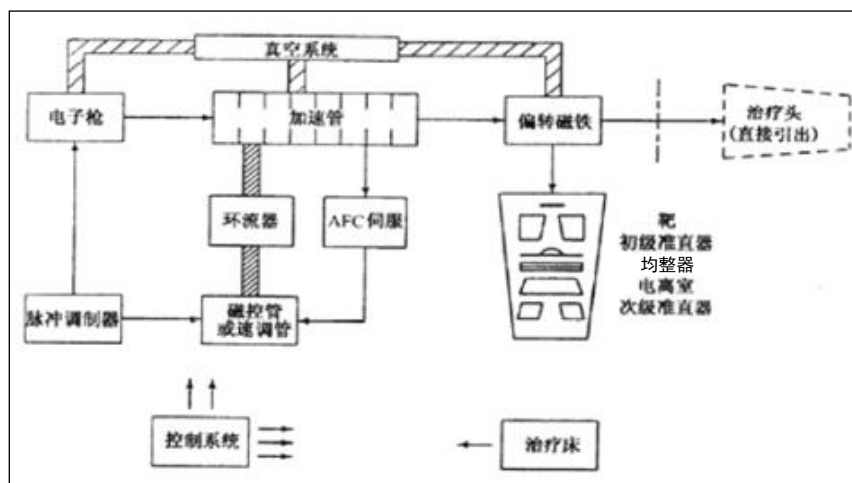 真空系统
电子枪
加速管
偏转磁铁
治疗头
(直接引出)
环流器
AFC伺服
靶
初级准直器
均整器
电离室
次级准直器
脉冲调制器
磁控管
或速调管
控制系统
治疗床